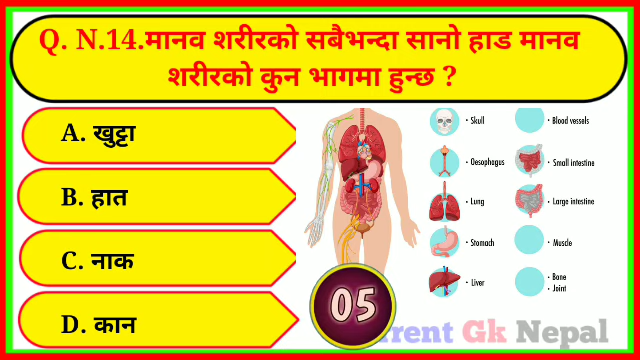 Q. N.14.मानव शरीरको सबैभन्दा सानो हाड मानव
शरीरको कुन भागमा हुन्छ ?
A. खुट्टा
B. हात
C. नाक
D. कान
• Skull
• Oesophagus
• Lung
• Stomach
• Liver
• Blood vessels
• Small intestine
• Large intestine
• Muscle
• Bone
• Joint
05
rrent Gk Nepal